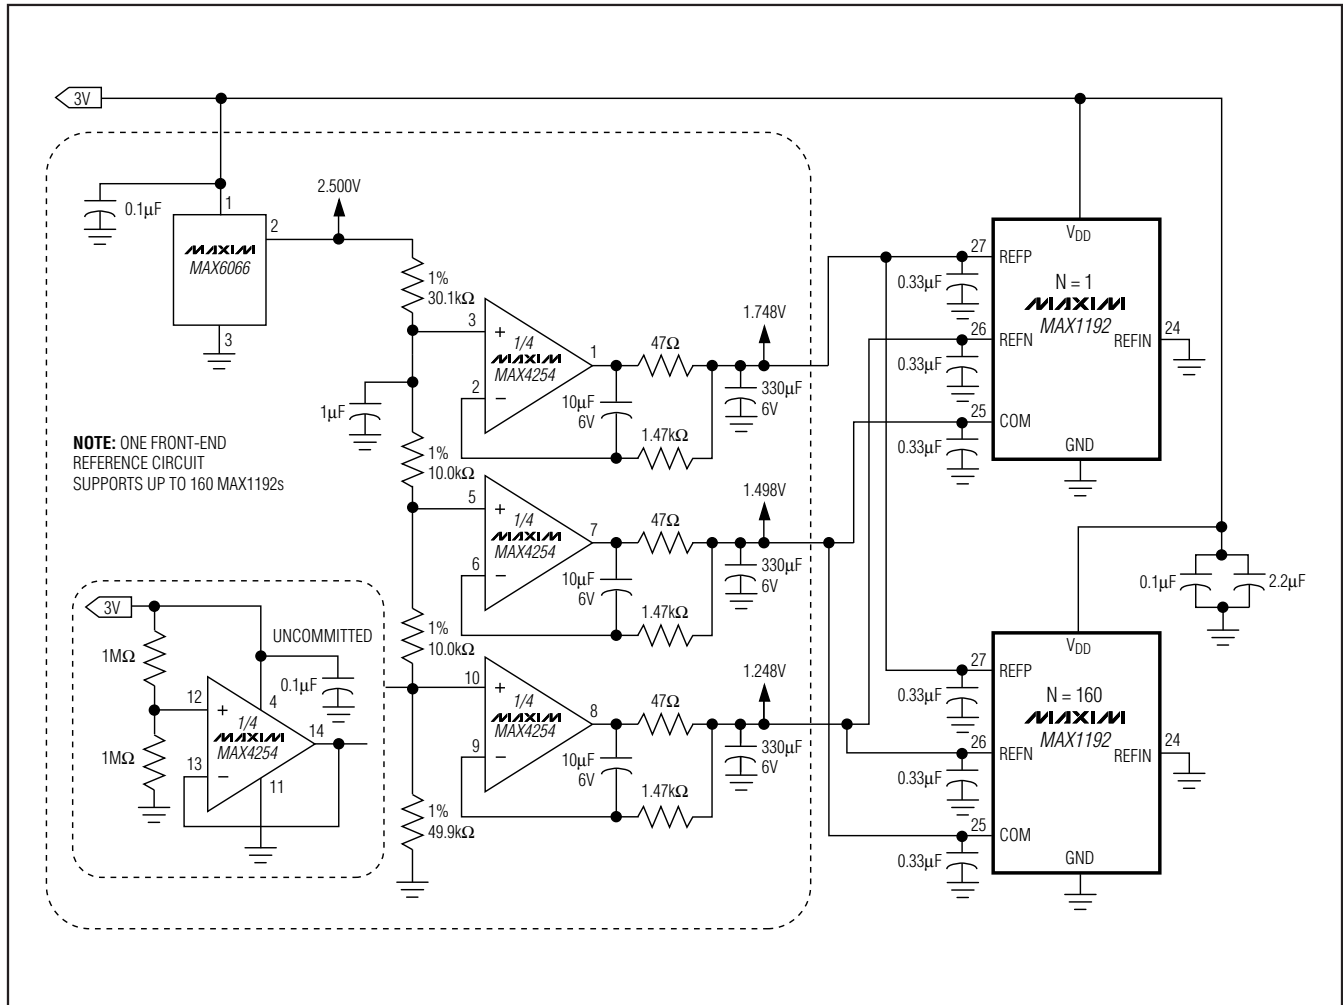 3V
2.500V
0.1μF
1
2
MAXIM
MAX6066
3
1%
30.1kΩ
3
+
1/4
MAXIM
MAX4254
1
2
−
47Ω
1.748V
10μF
6V
330μF
6V
1.47kΩ
1μF
NOTE: ONE FRONT-END
REFERENCE CIRCUIT
SUPPORTS UP TO 160 MAX1192s
1%
10.0kΩ
5
+
1/4
MAXIM
MAX4254
7
6
−
47Ω
1.498V
10μF
6V
330μF
6V
1.47kΩ
1%
10.0kΩ
10
+
1/4
MAXIM
MAX4254
8
9
−
47Ω
1.248V
10μF
6V
330μF
6V
1.47kΩ
1%
49.9kΩ
3V
UNCOMMITTED
1MΩ
0.1μF
12
+
4
1/4
MAXIM
MAX4254
14
1MΩ
13
−
11
VDD
27
REFP
0.33μF
N = 1
MAXIM
MAX1192
26
REFN
0.33μF
REFIN
24
25
COM
0.33μF
GND
0.1μF
2.2μF
VDD
27
REFP
0.33μF
N = 160
MAXIM
MAX1192
26
REFN
0.33μF
REFIN
24
25
COM
0.33μF
GND